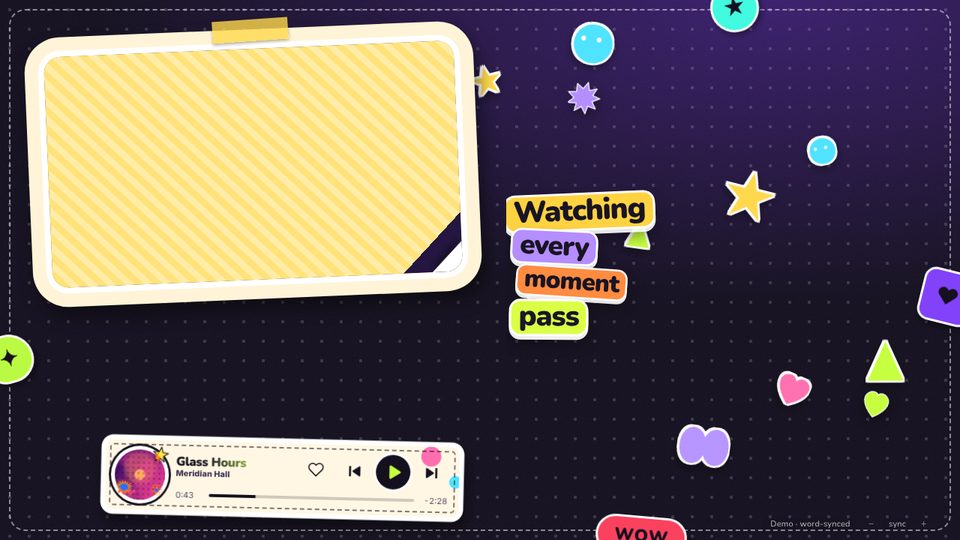 Watching
every
moment
pass
Glass Hours
Meridian Hall
0:43
-2:28
wow
Demo · word-synced − sync +